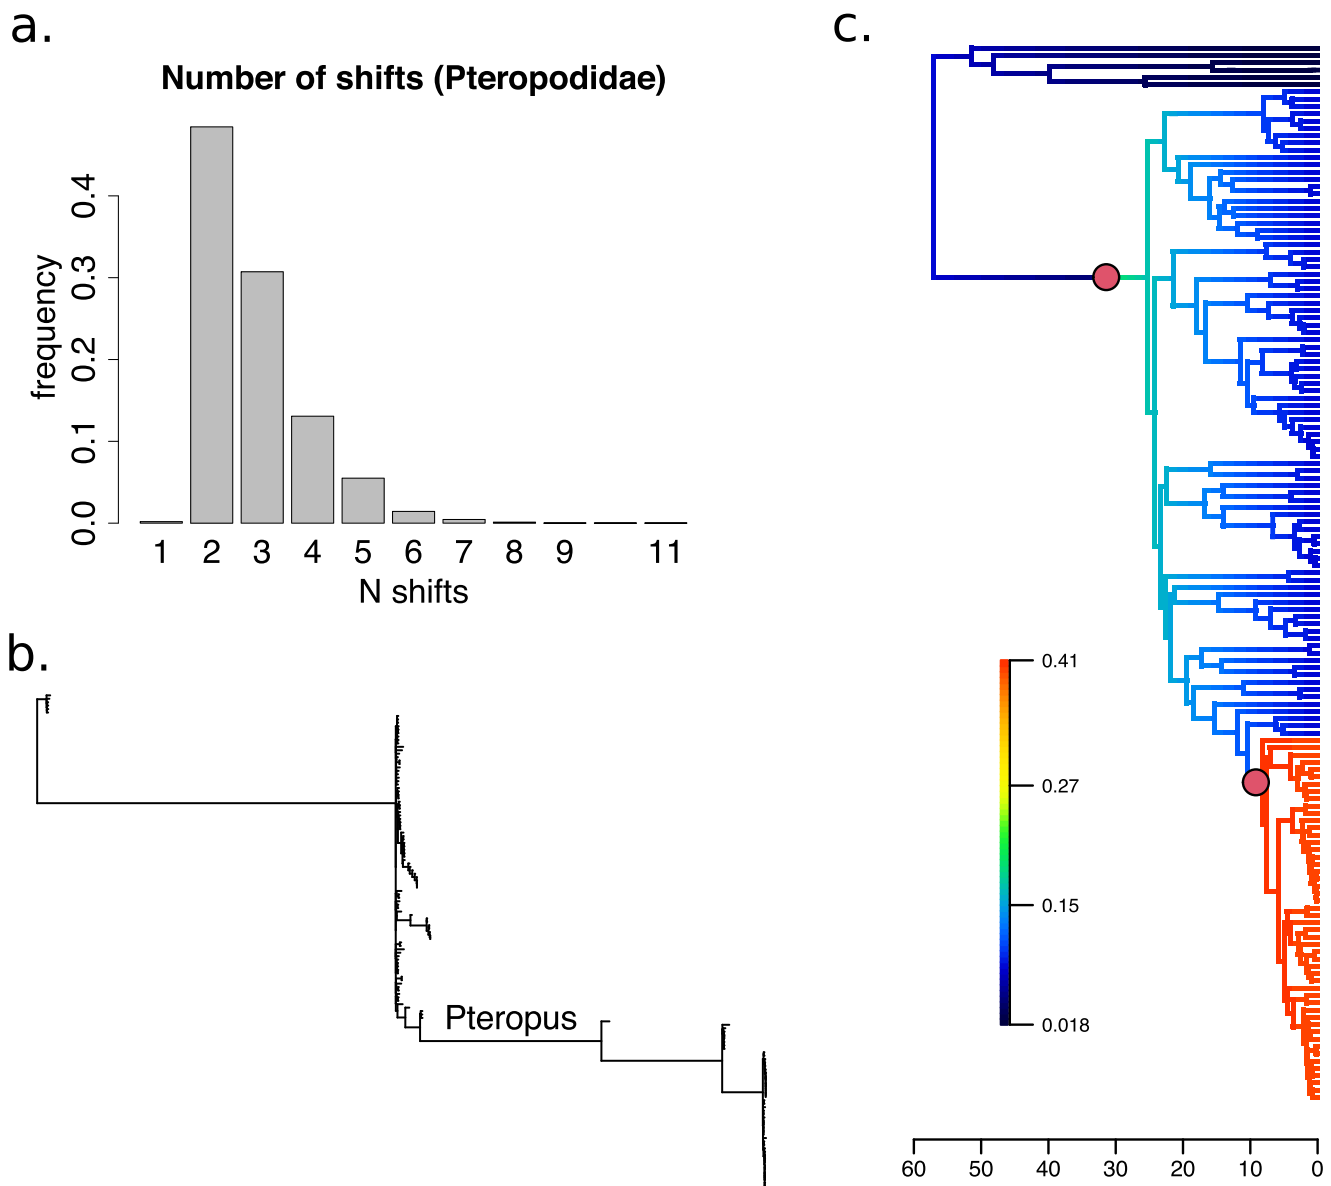 a.
Number of shifts (Pteropodidae)
frequency
0.4
0.3
0.2
0.1
0.0
1 2 3 4 5 6 7 8 9 11
N shifts
b.
Pteropus
c.
0.41
0.27
0.15
0.018
60 50 40 30 20 10 0